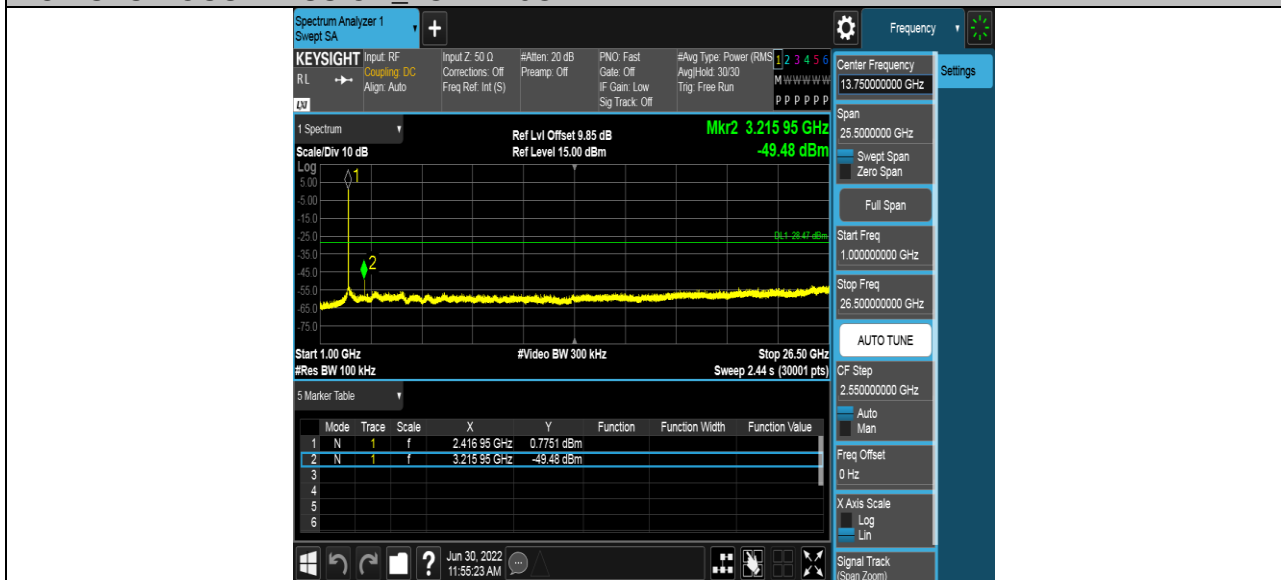 Spectrum Analyzer 1
Swept SA
+
Frequency
KEYSIGHT
RL
LXI
Input: RF
Coupling: DC
Align: Auto
Input Z: 50 Ω
Corrections: Off
Freq Ref: Int (S)
#Atten: 20 dB
Preamp: Off
PNO: Fast
Gate: Off
IF Gain: Low
Sig Track: Off
#Avg Type: Power (RMS
Avg|Hold: 30/30
Trig: Free Run
1 2 3 4 5 6
M W W W W W
P P P P P P
Center Frequency
13.750000000 GHz
Settings
1 Spectrum
Scale/Div 10 dB
Ref Lvl Offset 9.85 dB
Ref Level 15.00 dBm
Mkr2 3.215 95 GHz
-49.48 dBm
Log
5.00
-5.00
-15.0
-25.0
-35.0
-45.0
-55.0
-65.0
-75.0
1
2
DL1 -28.47 dBm
Start 1.00 GHz
#Res BW 100 kHz
#Video BW 300 kHz
Stop 26.50 GHz
Sweep 2.44 s (30001 pts)
Span
25.5000000 GHz
Swept Span
Zero Span
Full Span
Start Freq
1.000000000 GHz
Stop Freq
26.500000000 GHz
AUTO TUNE
CF Step
2.550000000 GHz
Auto
Man
Freq Offset
0 Hz
X Axis Scale
Log
Lin
Signal Track
(Span Zoom)
5 Marker Table
Mode Trace Scale X Y Function Function Width Function Value
1 N 1 f 2.416 95 GHz 0.7751 dBm
2 N 1 f 3.215 95 GHz -49.48 dBm
3
4
5
6
?
Jun 30, 2022
11:55:23 AM